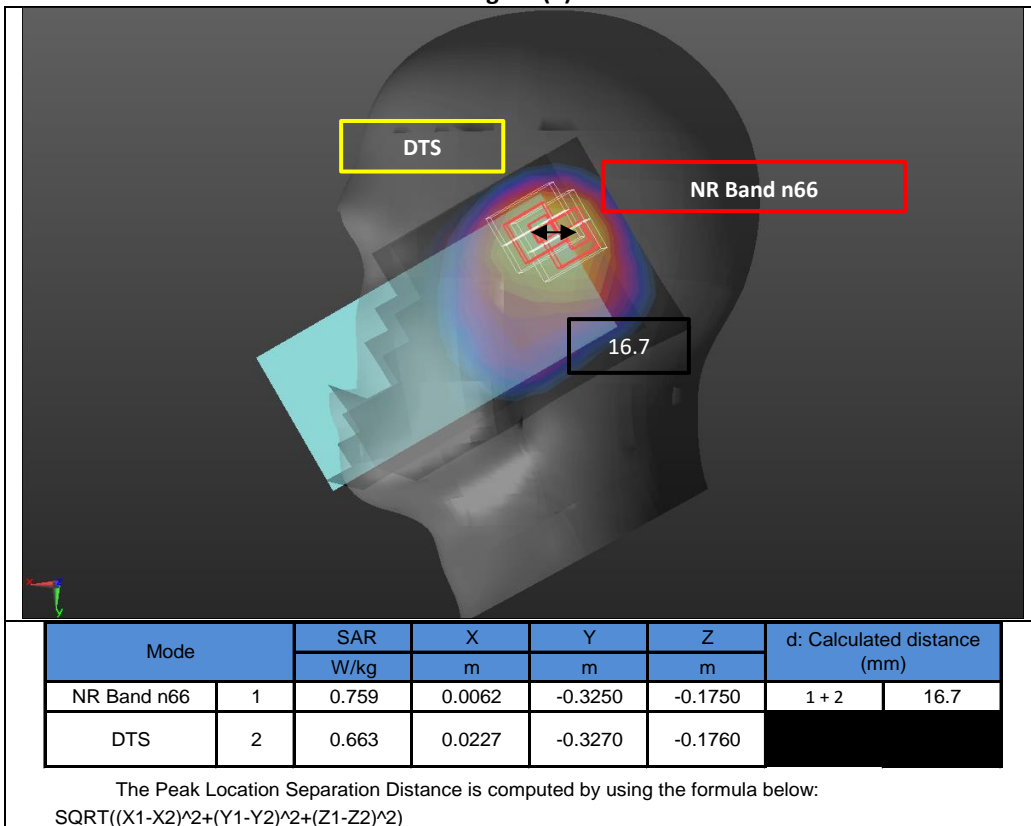 DTS
NR Band n66
16.7
x
y
Mode SAR X Y Z d: Calculated distance (mm)
W/kg m m m
NR Band n66 1 0.759 0.0062 -0.3250 -0.1750 1 + 2 16.7
DTS 2 0.663 0.0227 -0.3270 -0.1760
The Peak Location Separation Distance is computed by using the formula below:
SQRT((X1-X2)^2+(Y1-Y2)^2+(Z1-Z2)^2)